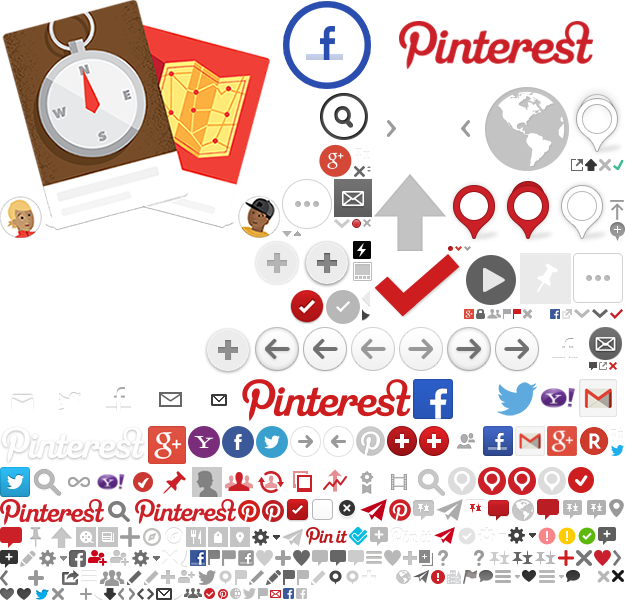 f
Pinterest
N
W
E
S
g+
Pinterest
f
Y!
M
Pinterest
g+
Y
f
P
f
M
g+
R
Y!
Pinterest
Pinterest
Pin it